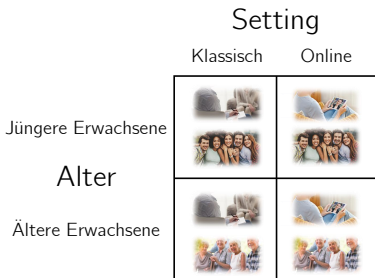 Setting
Klassisch Online
Jüngere Erwachsene
Alter
Ältere Erwachsene